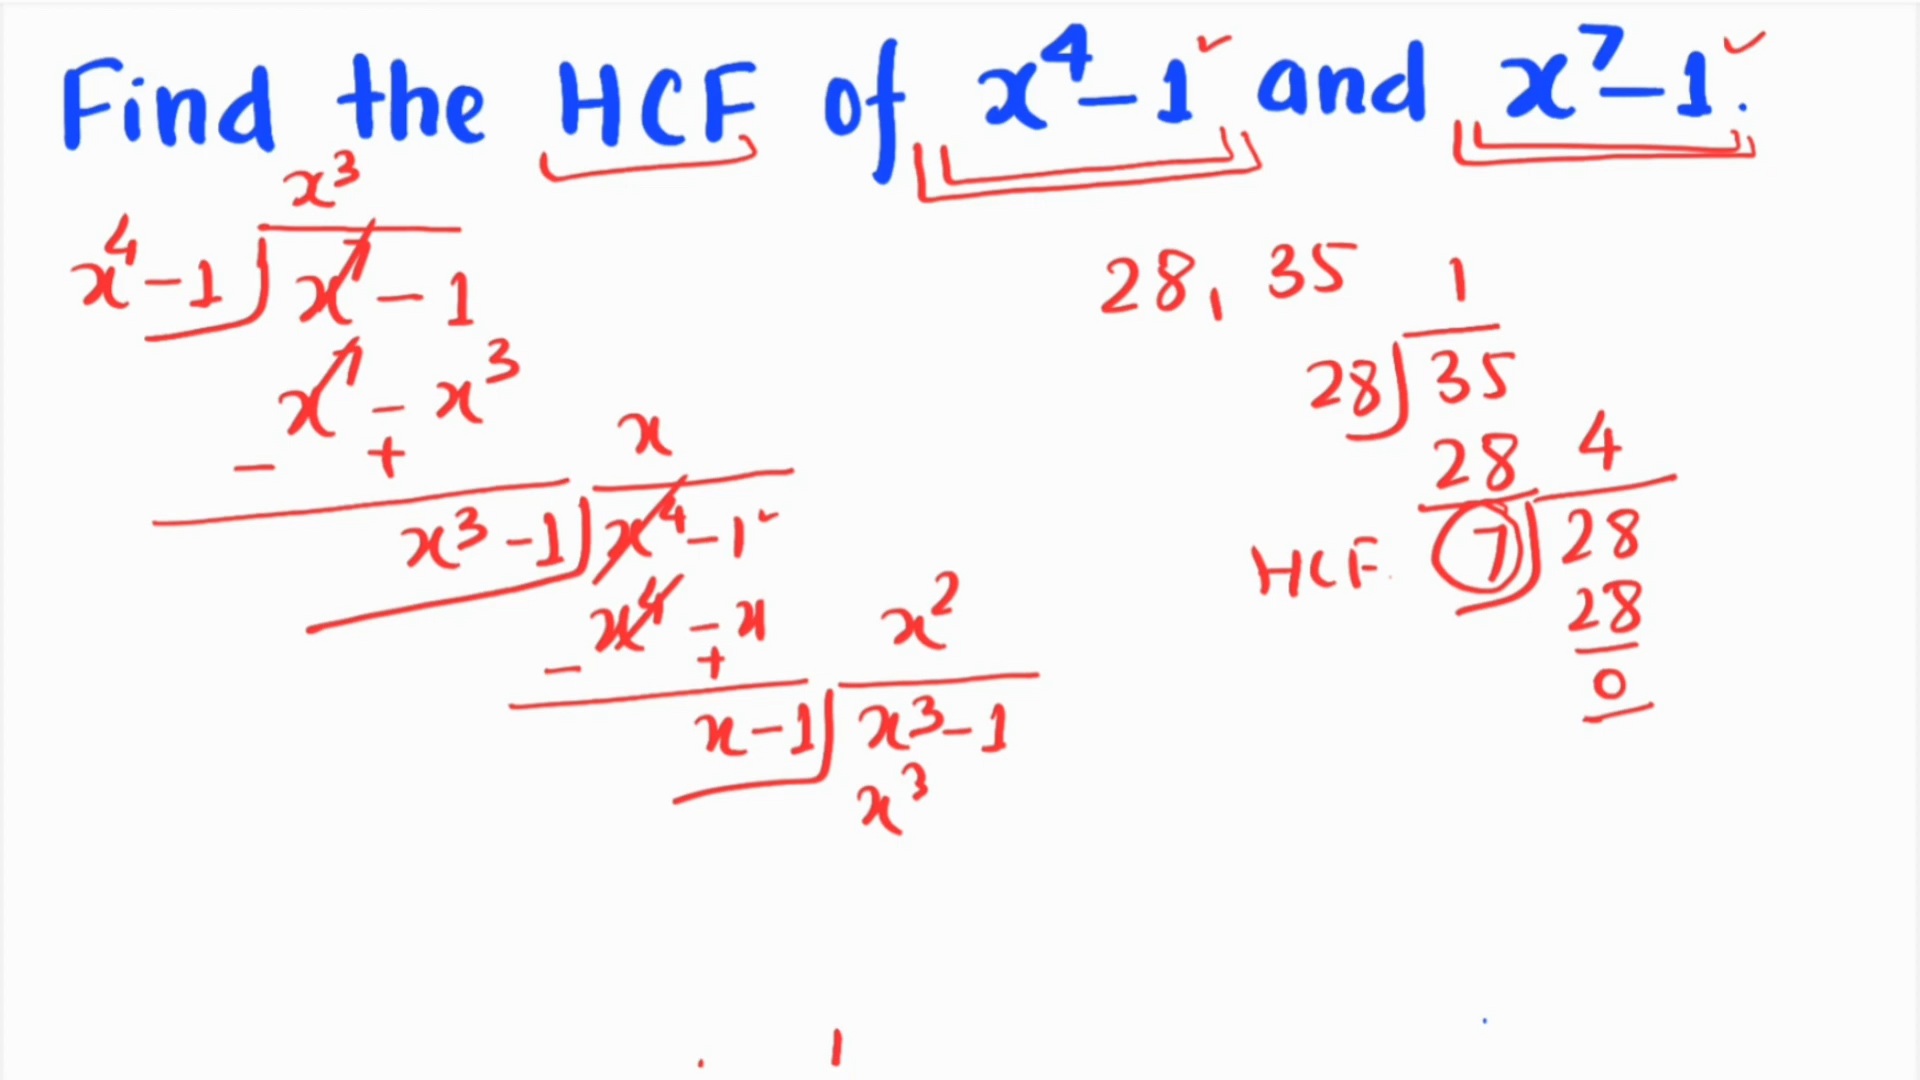 Find the HCF of x⁴-1 and x⁷-1.
x³
x⁴-1 x⁷-1
x⁷ - x³
- +
x
x³-1 x⁴-1
x⁴ - x
- +
x²
x-1 x³-1
x³
28, 35
1
28 35
28
4
HCF 7 28
28
0